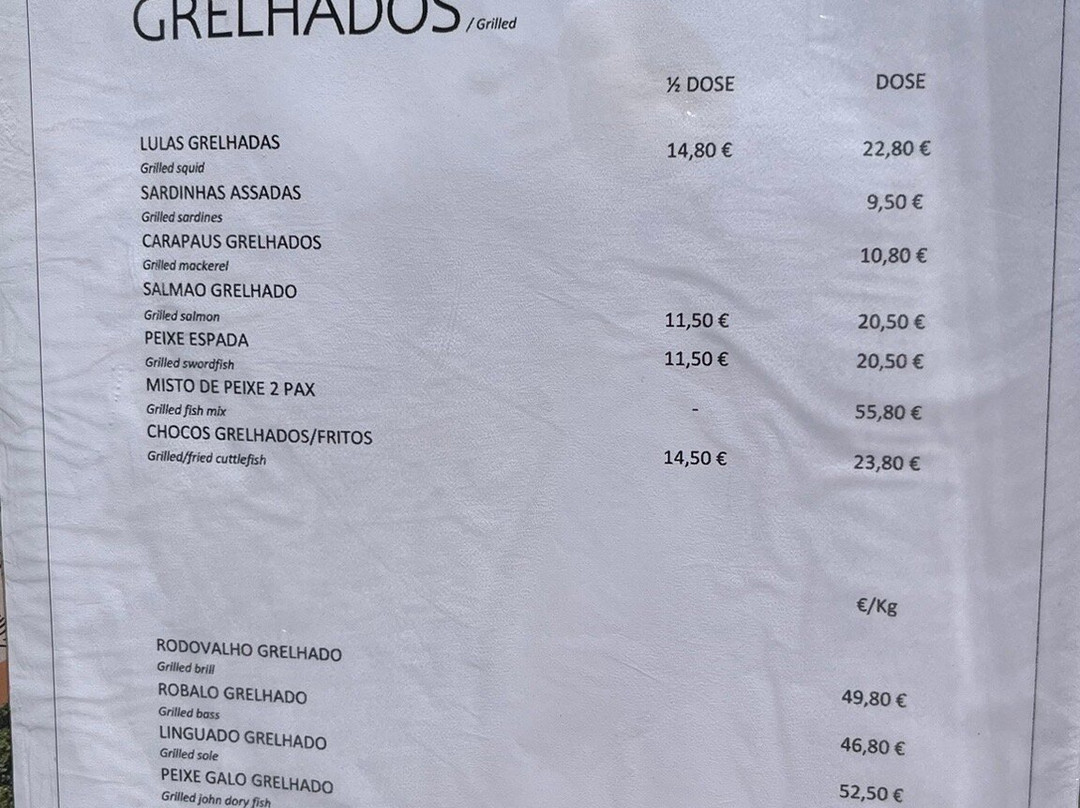 GRELHADOS / Grilled
½ DOSE DOSE
LULAS GRELHADAS 14,80 € 22,80 €
Grilled squid
SARDINHAS ASSADAS 9,50 €
Grilled sardines
CARAPAUS GRELHADOS 10,80 €
Grilled mackerel
SALMAO GRELHADO
Grilled salmon 11,50 € 20,50 €
PEIXE ESPADA
Grilled swordfish 11,50 € 20,50 €
MISTO DE PEIXE 2 PAX
Grilled fish mix - 55,80 €
CHOCOS GRELHADOS/FRITOS
Grilled/fried cuttlefish 14,50 € 23,80 €
€/Kg
RODOVALHO GRELHADO
Grilled brill
ROBALO GRELHADO 49,80 €
Grilled bass
LINGUADO GRELHADO 46,80 €
Grilled sole
PEIXE GALO GRELHADO 52,50 €
Grilled john dory fish